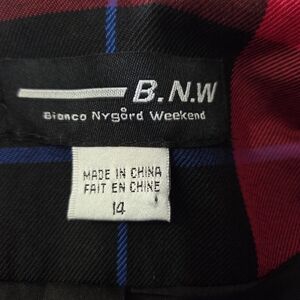 B.N.W
Bianco Nygård Weekend
MADE IN CHINA
FAIT EN CHINE
14